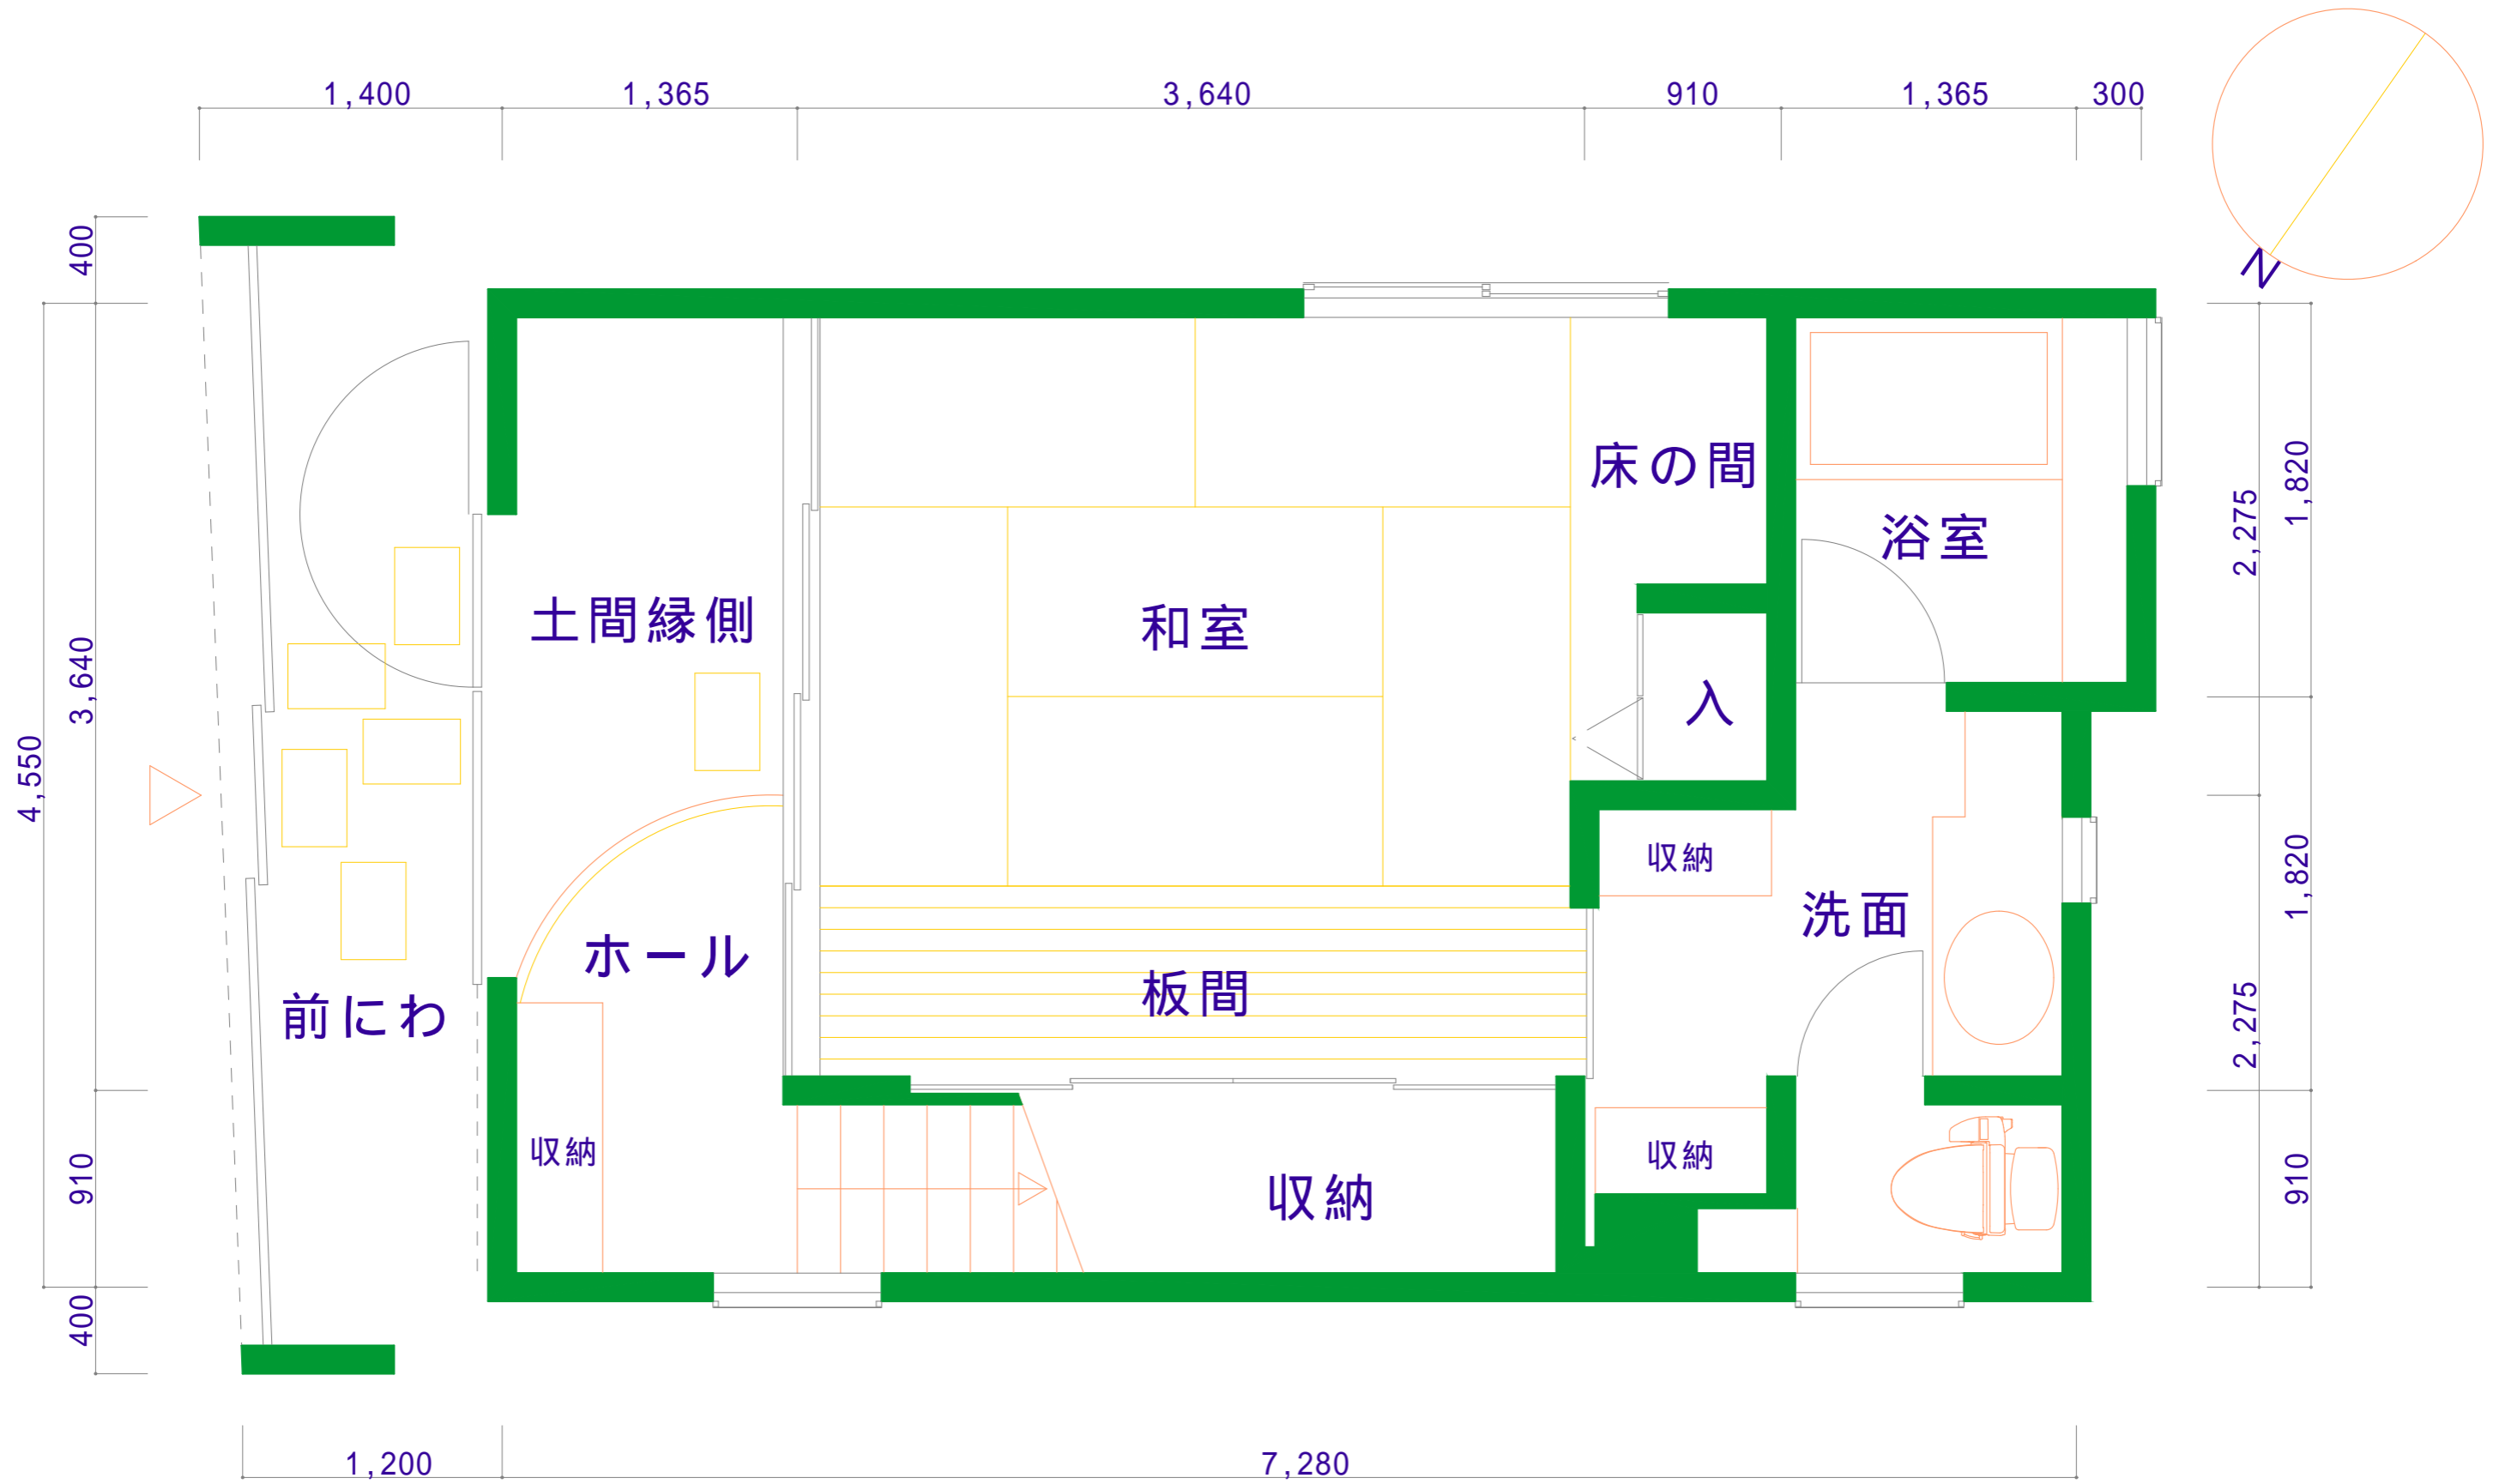 1,400
1,365
3,640
910
1,365
300
N
400
3,640
4,550
910
400
床の間
浴室
土間縁側
和室
入
収納
洗面
ホール
板間
前にわ
収納
収納
収納
1,820
2,275
1,820
2,275
910
1,200
7,280